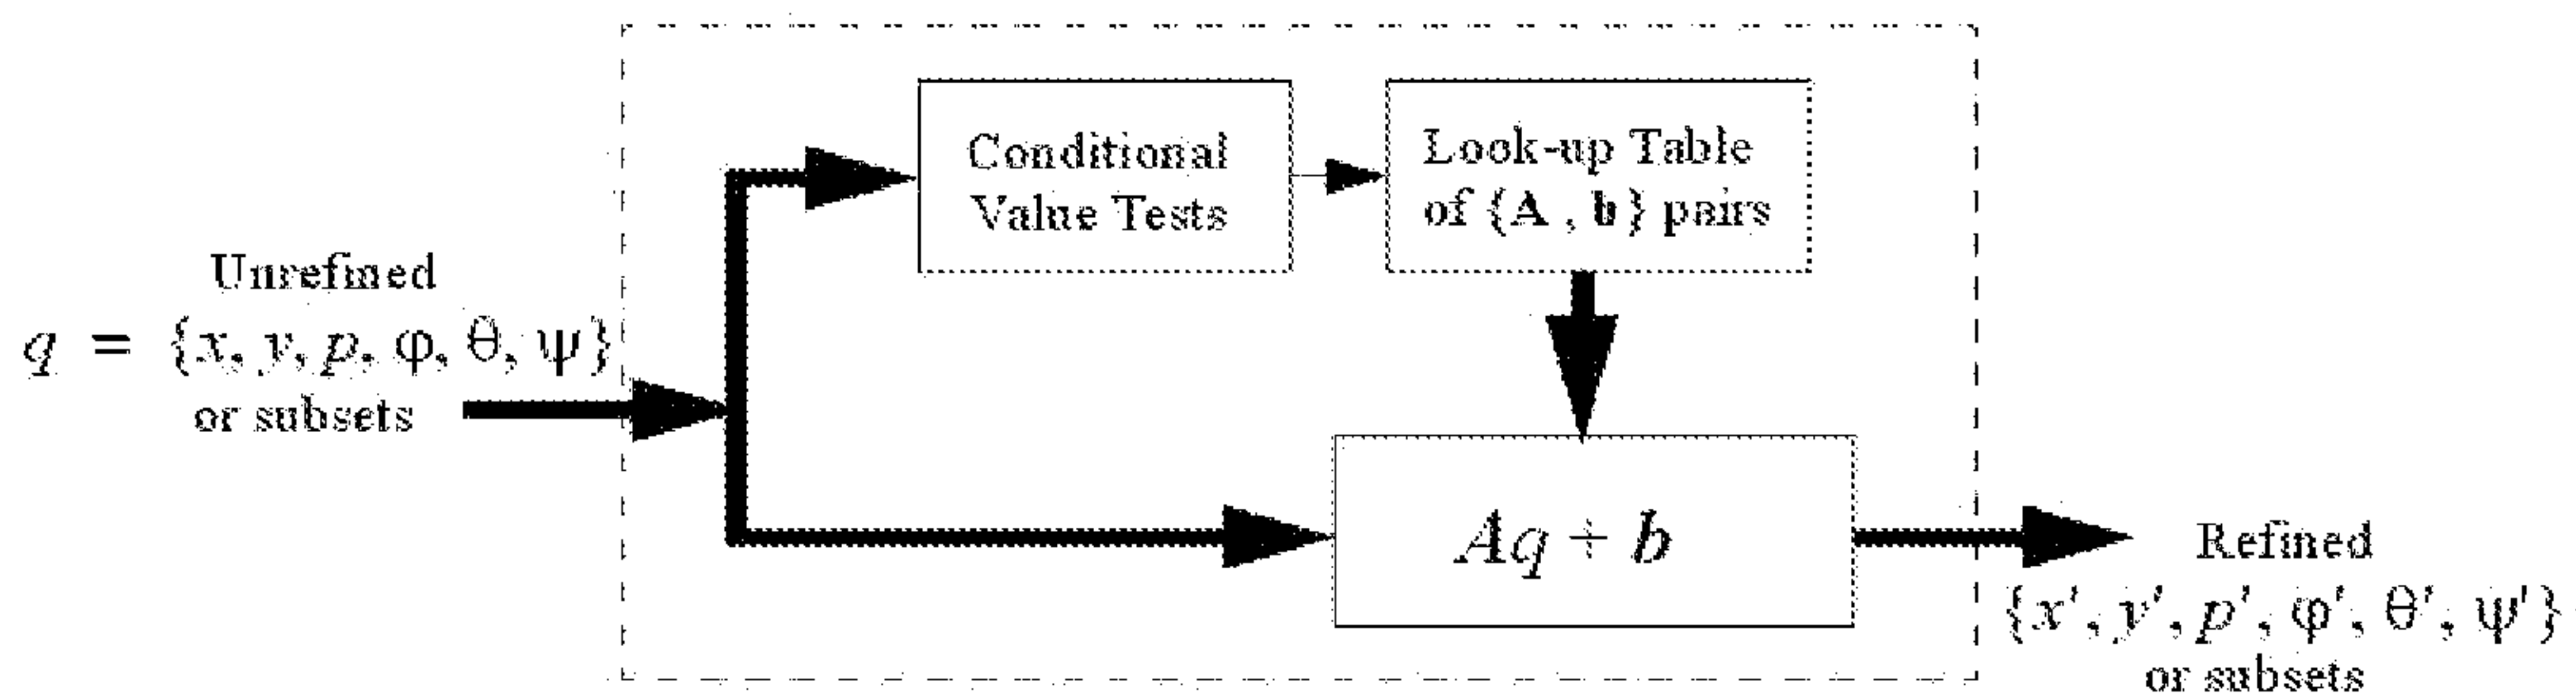 Conditional
Value Tests
Look-up Table
of {A , b} pairs
Unrefined
q = {x, y, p, φ, θ, ψ}
or subsets
Aq + b
Refined
{x', y', p', φ', θ', ψ'}
or subsets